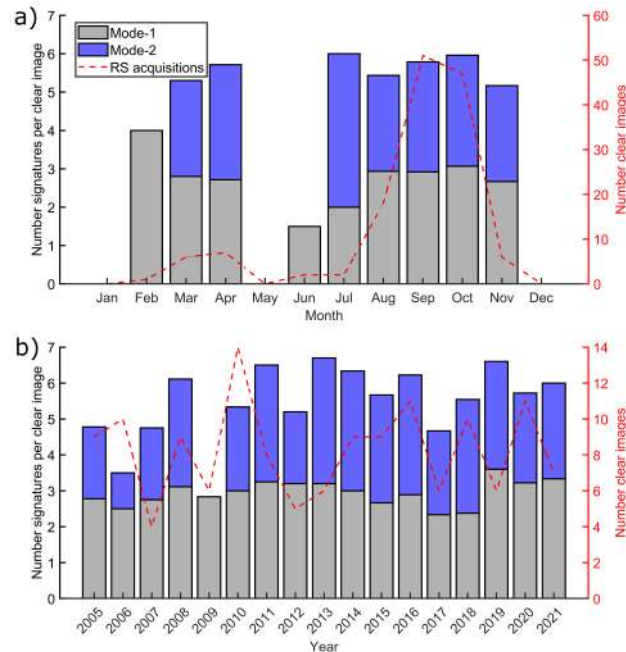 a)
Number signatures per clear image
7
6
5
4
3
2
1
0
Mode-1
Mode-2
RS acquisitions
60
50
40
30
20
10
0
Number clear images
Jan Feb Mar Apr May Jun Jul Aug Sep Oct Nov Dec
Month
b)
Number signatures per clear image
7
6
5
4
3
2
1
0
14
12
10
8
6
4
2
0
Number clear images
2005 2006 2007 2008 2009 2010 2011 2012 2013 2014 2015 2016 2017 2018 2019 2020 2021
Year